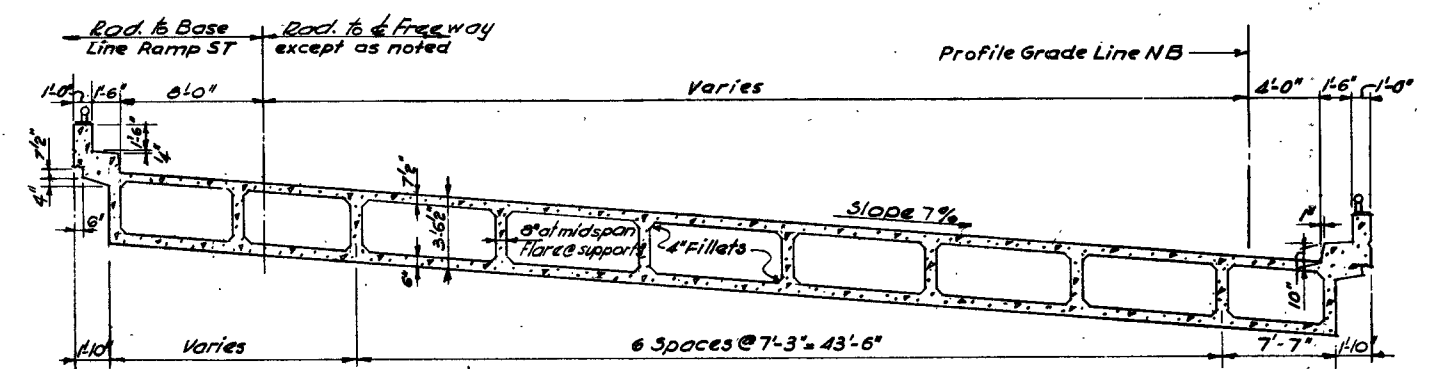 Rad. to Base
Line Ramp ST
Rad. to ℄ Freeway
except as noted
Profile Grade Line NB
1'-0"
1'-6"
8'-0"
Varies
4'-0"
1'-6"
1'-0"
7½"
1'-6"
¼"
4"
6"
7½"
3'-6½"
6"
8" at midspan
Flare @ supports
4" Fillets
Slope 7%
1"
10"
1'-10"
Varies
6 Spaces @ 7'-3" = 43'-6"
7'-7"
1'-10"